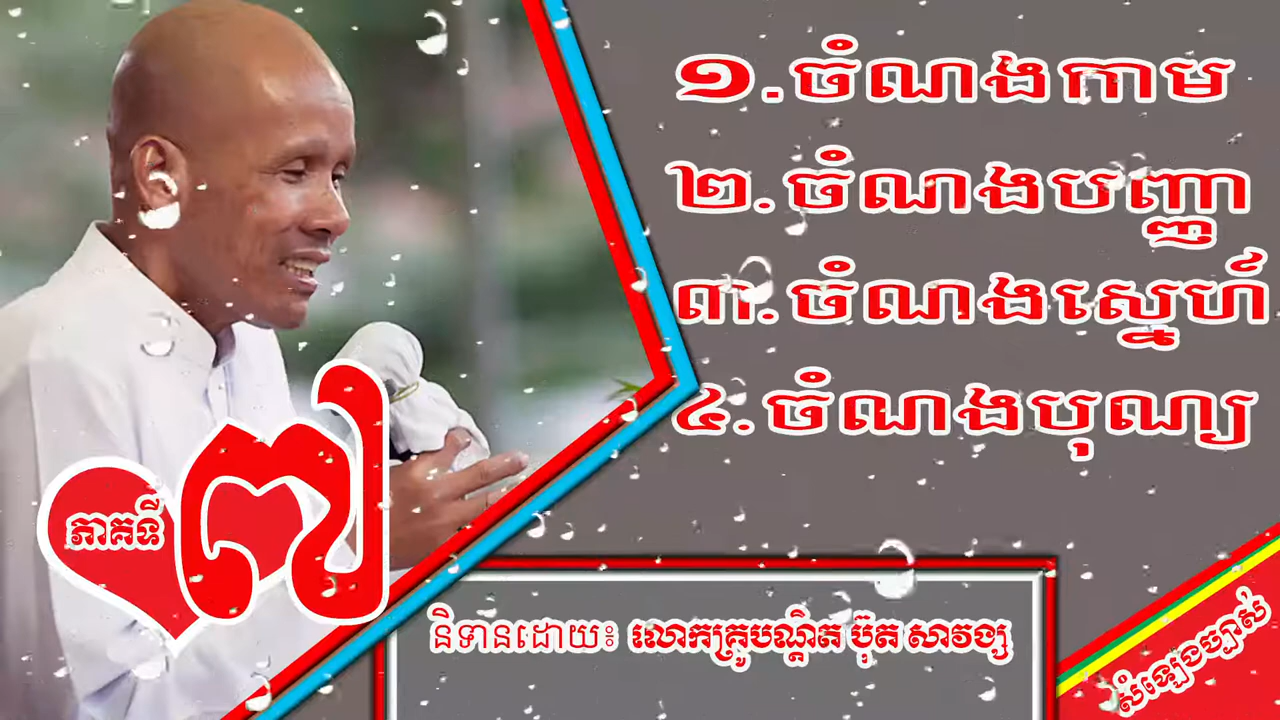 ១.ចំណងកាម
២.ចំណងបញ្ញា
៣.ចំណងស្នេហ៍
៤.ចំណងបុណ្យ
ភាគទី ៧
និទានដោយ៖ លោកគ្រូបណ្ឌិត ប៊ុត សាវង្ស
សំឡេងច្បាស់